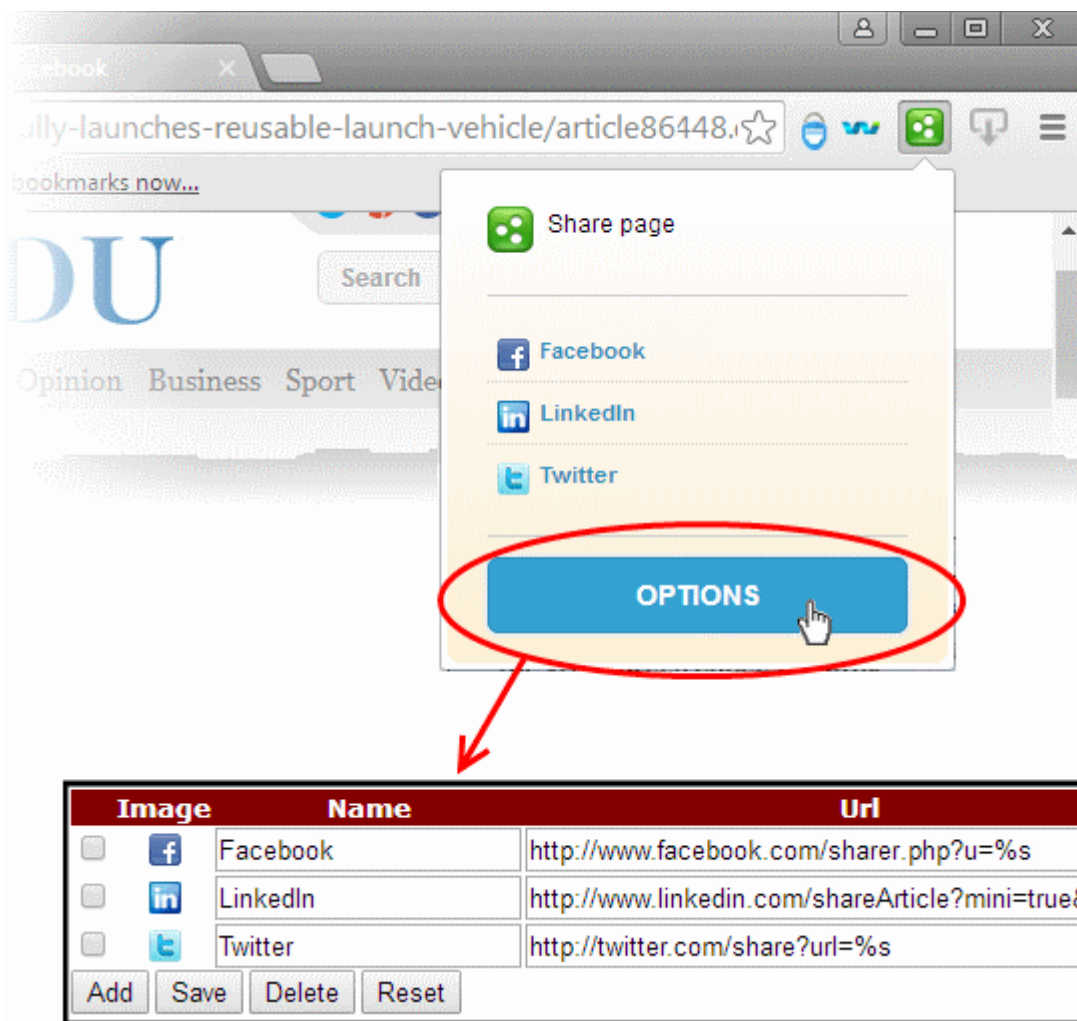 ebook
ully-launches-reusable-launch-vehicle/article86448.
bookmarks now...
DU
Search
Share page
Opinion Business Sport Vide
Facebook
LinkedIn
Twitter
OPTIONS
Image Name Url
Facebook http://www.facebook.com/sharer.php?u=%s
LinkedIn http://www.linkedin.com/shareArticle?mini=true&
Twitter http://twitter.com/share?url=%s
Add Save Delete Reset